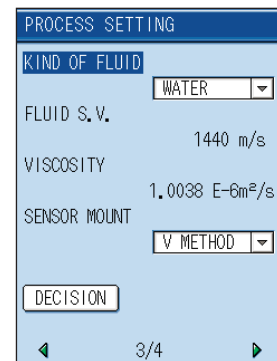 PROCESS SETTING
KIND OF FLUID
WATER
FLUID S.V.
1440 m/s
VISCOSITY
1.0038 E-6m²/s
SENSOR MOUNT
V METHOD
DECISION
3/4